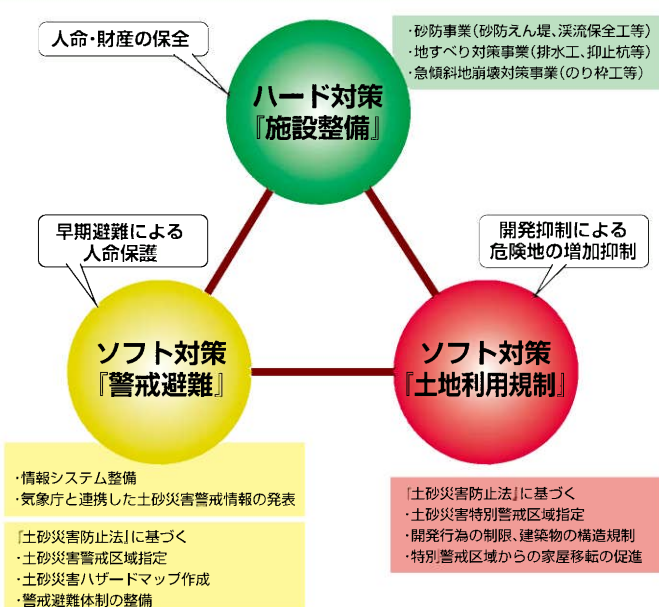 人命・財産の保全
ハード対策
『施設整備』
・砂防事業(砂防えん堤、渓流保全工等)
・地すべり対策事業(排水工、抑止杭等)
・急傾斜地崩壊対策事業(のり枠工等)
早期避難による
人命保護
ソフト対策
『警戒避難』
・情報システム整備
・気象庁と連携した土砂災害警戒情報の発表
『土砂災害防止法』に基づく
・土砂災害警戒区域指定
・土砂災害ハザードマップ作成
・警戒避難体制の整備
開発抑制による
危険地の増加抑制
ソフト対策
『土地利用規制』
『土砂災害防止法』に基づく
・土砂災害特別警戒区域指定
・開発行為の制限、建築物の構造規制
・特別警戒区域からの家屋移転の促進